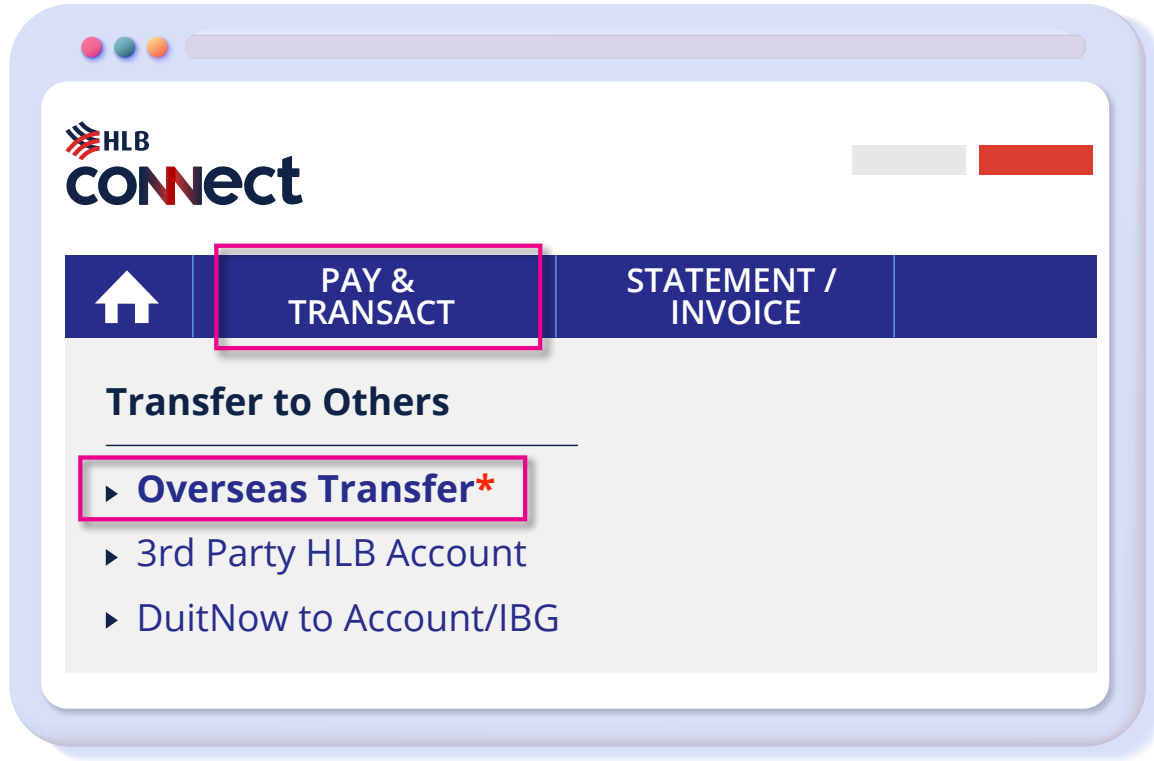 HLB
connect
PAY &
TRANSACT
STATEMENT /
INVOICE
Transfer to Others
Overseas Transfer*
3rd Party HLB Account
DuitNow to Account/IBG